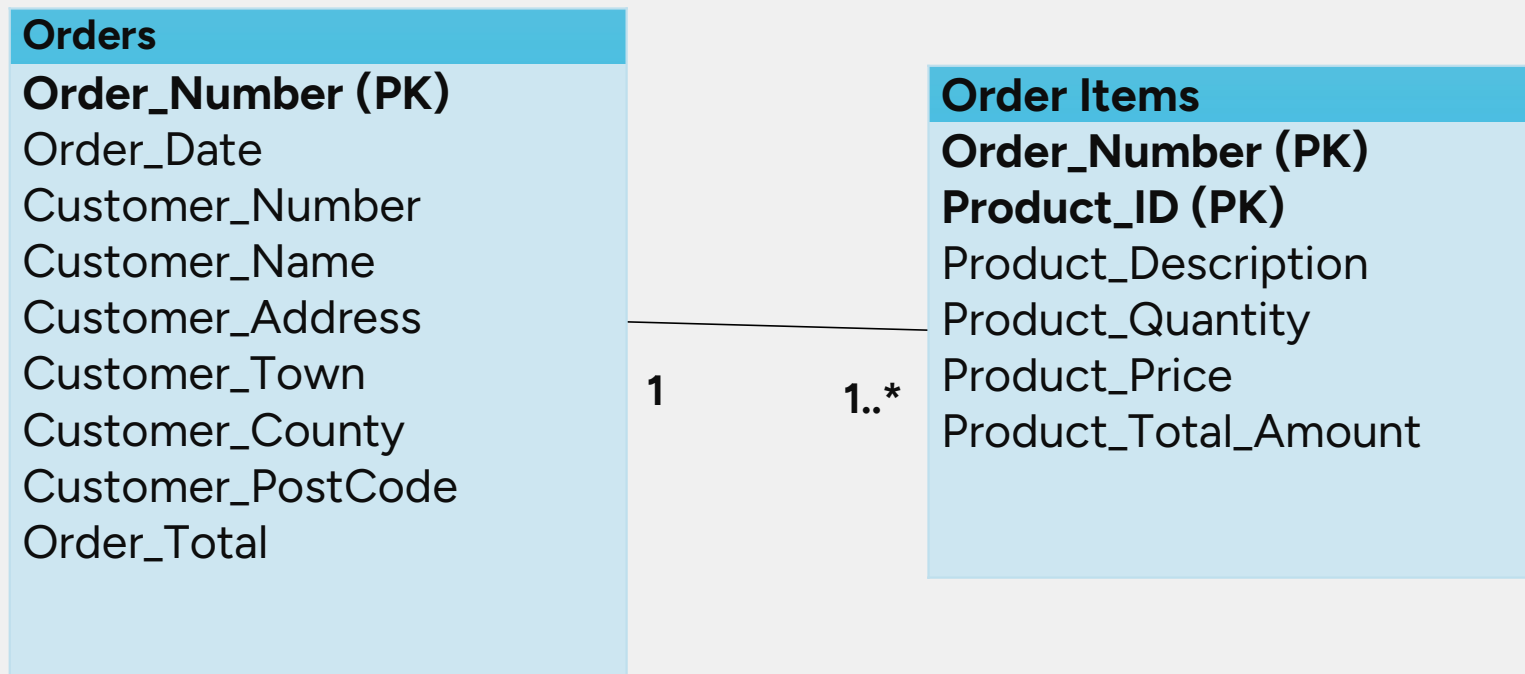 Orders
Order_Number (PK)
Order_Date
Customer_Number
Customer_Name
Customer_Address
Customer_Town
Customer_County
Customer_PostCode
Order_Total
1
1..*
Order Items
Order_Number (PK)
Product_ID (PK)
Product_Description
Product_Quantity
Product_Price
Product_Total_Amount